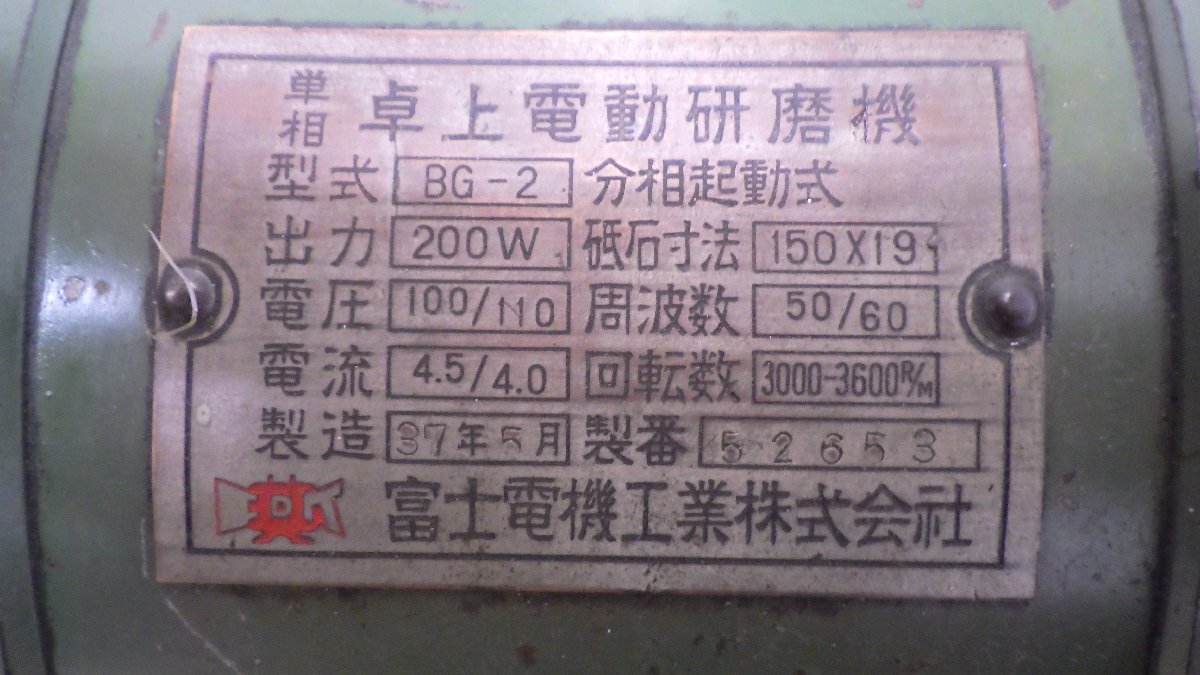 単相 卓上電動研磨機
型式 BG-2 分相起動式
出力 200W 砥石寸法 150X19
電圧 100/110 周波数 50/60
電流 4.5/4.0 回転数 3000-3600R/M
製造 37年5月 製番 52653
富士電機工業株式会社